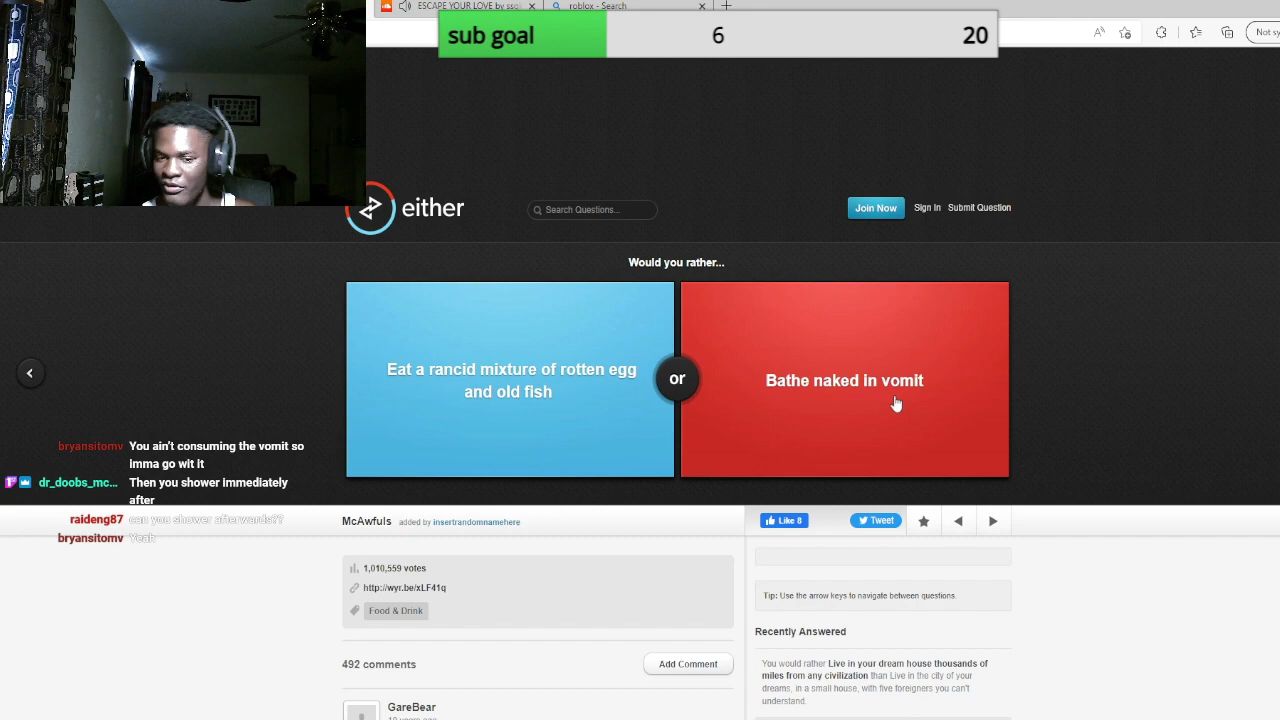 ESCAPE YOUR LOVE by ssg
roblox - Search
sub goal 6 20
Not sy
either
Search Questions...
Join Now Sign In Submit Question
Would you rather...
Eat a rancid mixture of rotten egg
and old fish
or
Bathe naked in vomit
bryansitomv You ain't consuming the vomit so
Imma go wit it
dr_doobs_mc... Then you shower immediately
after
raideng87 can you shower afterwards??
bryansitomv Yeah
McAwfuls added by insertrandomnamehere
Like 8 Tweet
1,010,559 votes
http://wyr.be/xLF41q
Food & Drink
Tip: Use the arrow keys to navigate between questions.
Recently Answered
492 comments Add Comment
You would rather Live in your dream house thousands of
miles from any civilization than Live in the city of your
dreams, in a small house, with five foreigners you can't
understand.
GareBear
10 years ago